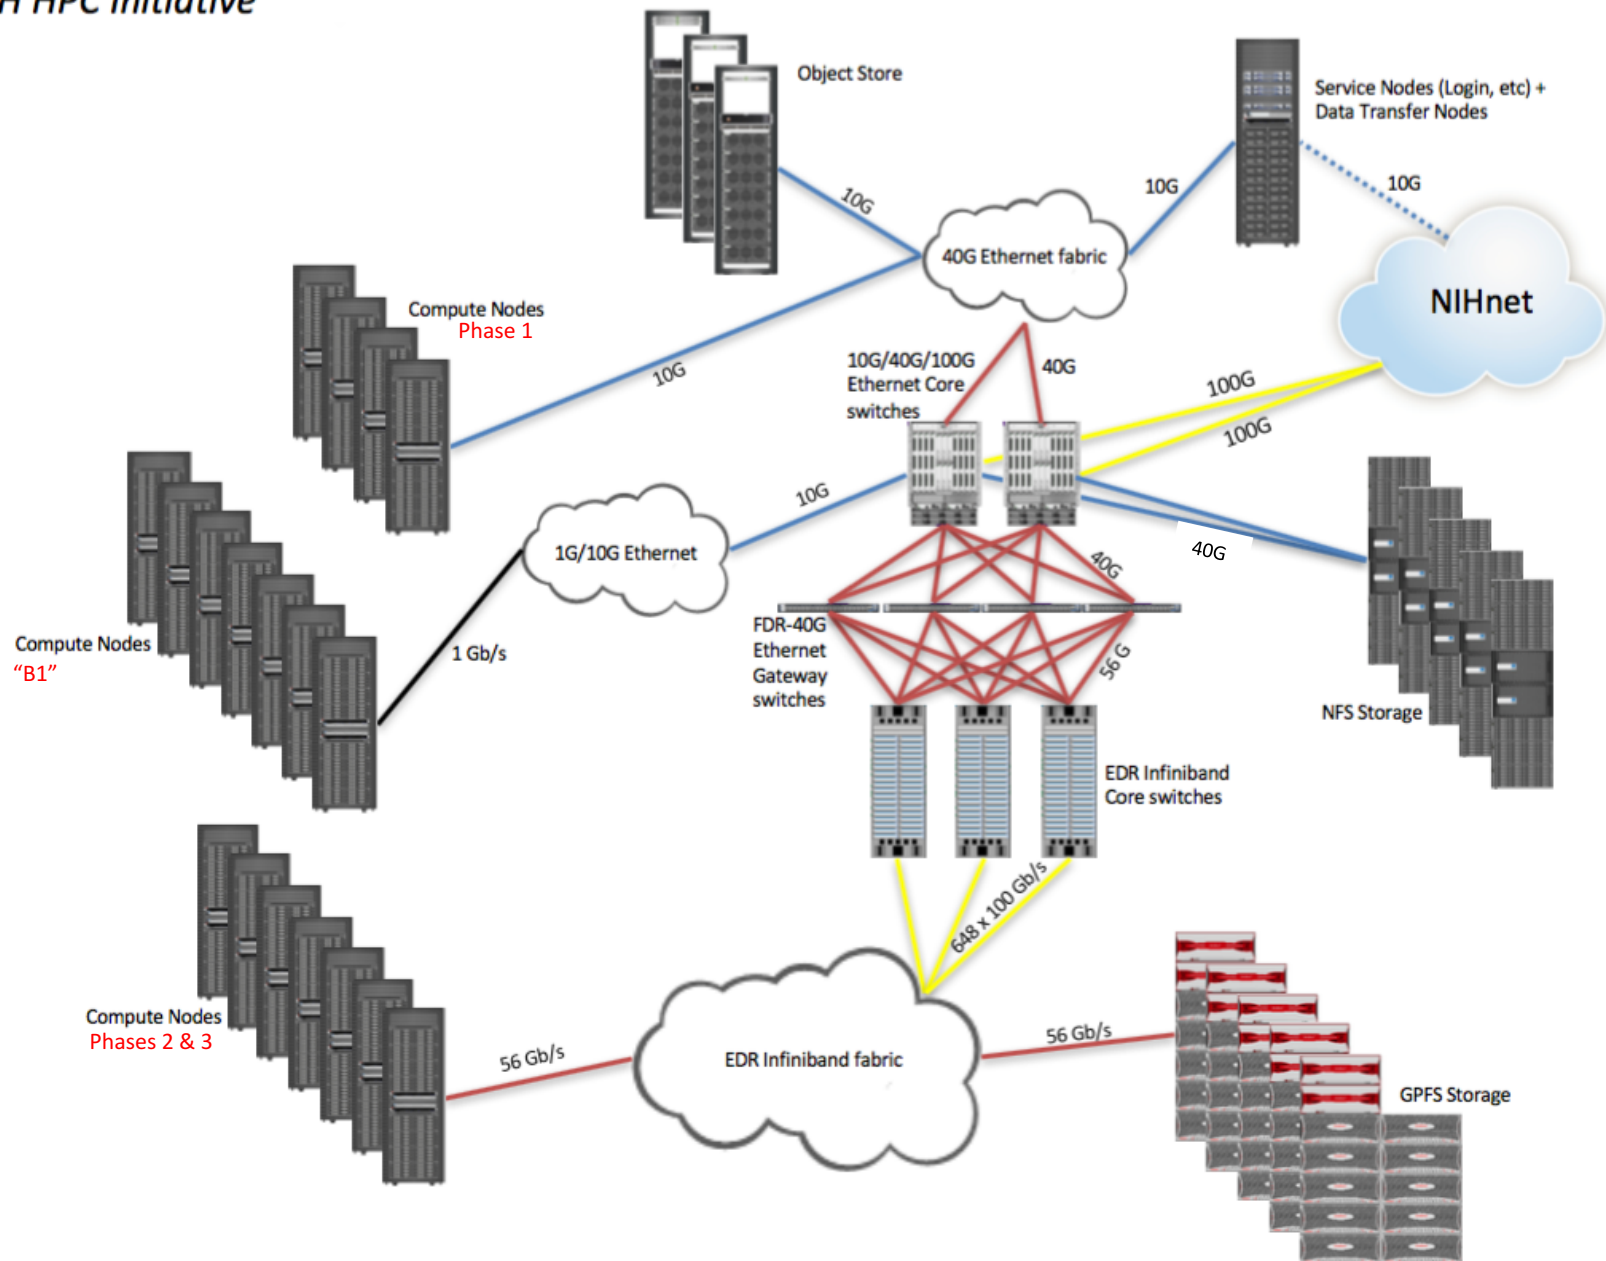 HPC Initiative
Object Store
Service Nodes (Login, etc) +
Data Transfer Nodes
10G
10G
10G
40G Ethernet fabric
NIHnet
Compute Nodes
Phase 1
10G
10G/40G/100G
Ethernet Core
switches
40G
100G
100G
10G
1G/10G Ethernet
40G
40G
Compute Nodes
"B1"
1 Gb/s
FDR-40G
Ethernet
Gateway
switches
56 G
NFS Storage
EDR Infiniband
Core switches
648 x 100 Gb/s
Compute Nodes
Phases 2 & 3
56 Gb/s
EDR Infiniband fabric
56 Gb/s
GPFS Storage